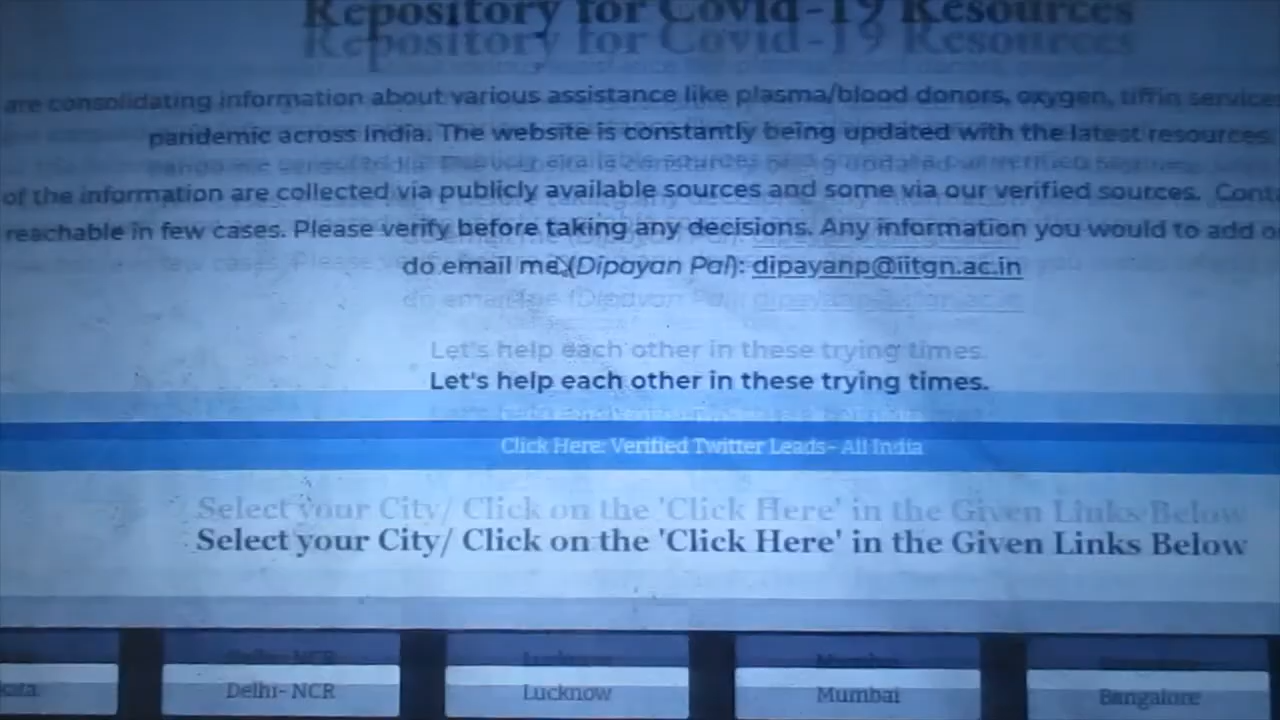 Repository for Covid-19 Resources
are consolidating information about various assistance like plasma/blood donors, oxygen, tiffin service
pandemic across India. The website is constantly being updated with the latest resources.
of the information are collected via publicly available sources and some via our verified sources. Cont
reachable in few cases. Please verify before taking any decisions. Any information you would to add o
do email me (Dipayan Pal): dipayanp@iitgn.ac.in
Let's help each other in these trying times.
Click Here: Verified Twitter Leads- All India
Select your City/ Click on the 'Click Here' in the Given Links Below
kata Delhi- NCR Lucknow Mumbai Bangalore